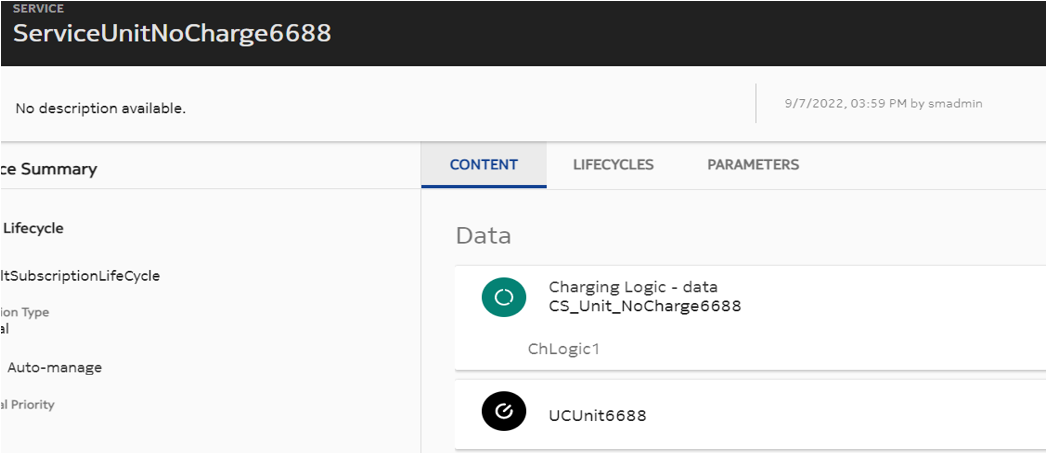 SERVICE
ServiceUnitNoCharge6688
No description available.
9/7/2022, 03:59 PM by smadmin
ce Summary
CONTENT
LIFECYCLES
PARAMETERS
Lifecycle
Data
ltSubscriptionLifeCycle
Charging Logic - data
CS_Unit_NoCharge6688
ion Type
al
ChLogic1
Auto-manage
al Priority
UCUnit6688